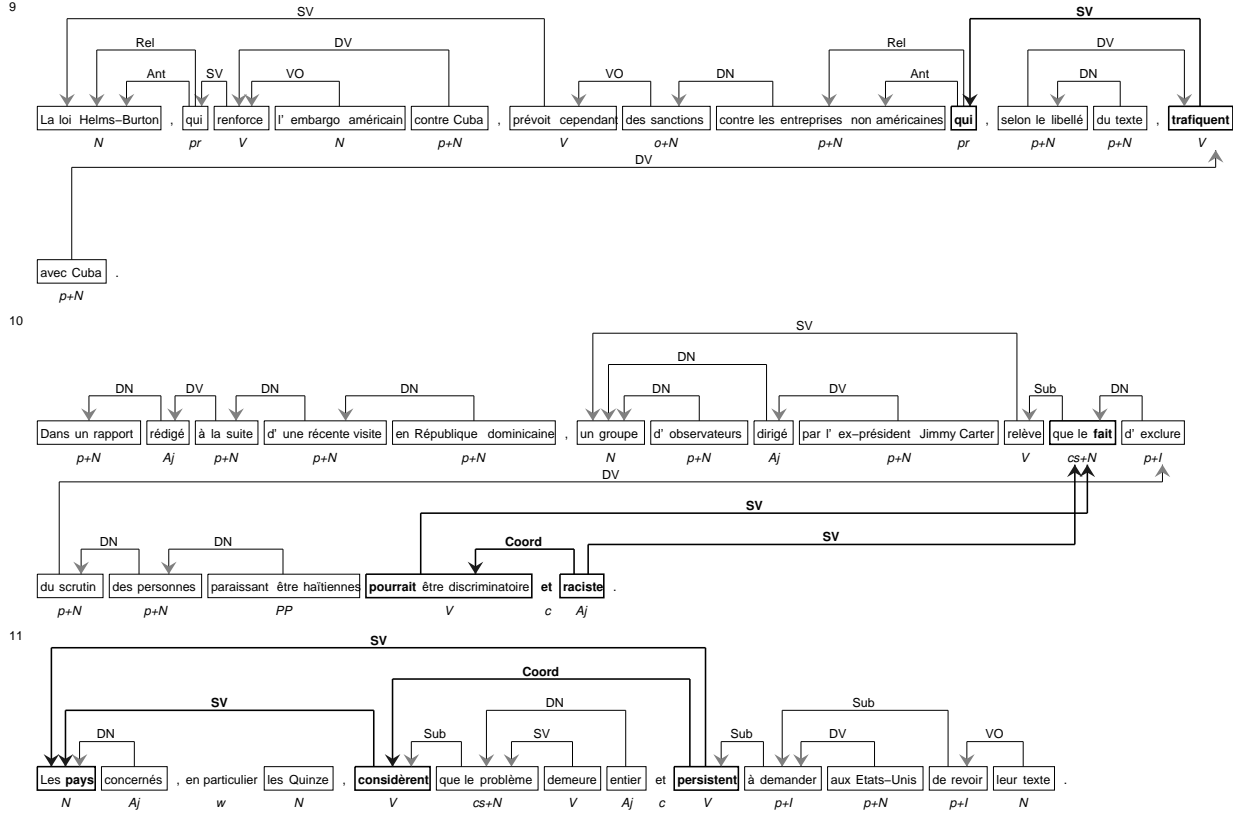 9
SV SV
Rel DV Rel DV
Ant SV VO VO DN Ant DN
La loi Helms–Burton , qui renforce l' embargo américain contre Cuba , prévoit cependant des sanctions contre les entreprises non américaines qui , selon le libellé du texte , trafiquent
N pr V N p+N V o+N p+N pr p+N p+N V
DV
avec Cuba .
p+N
10
SV
DN
DN DV DN DN DN DV Sub DN
Dans un rapport rédigé à la suite d' une récente visite en République dominicaine , un groupe d' observateurs dirigé par l' ex–président Jimmy Carter relève que le fait d' exclure
p+N Aj p+N p+N p+N N p+N Aj p+N V cs+N p+I
DV
SV
SV
DN DN Coord
du scrutin des personnes paraissant être haïtiennes pourrait être discriminatoire et raciste .
p+N p+N PP V c Aj
11
SV
Coord
SV DN Sub
DN Sub SV Sub DV VO
Les pays concernés , en particulier les Quinze , considèrent que le problème demeure entier et persistent à demander aux Etats–Unis de revoir leur texte .
N Aj w N V cs+N V Aj c V p+I p+N p+I N